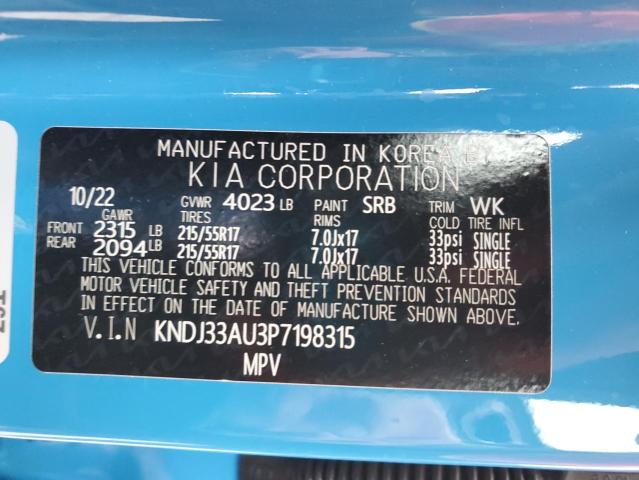 MANUFACTURED IN KOREA BY
KIA CORPORATION
10/22 GVWR 4023 LB PAINT SRB TRIM WK
GAWR TIRES RIMS COLD TIRE INFL
FRONT 2315 LB 215/55R17 7.0Jx17 33psi SINGLE
REAR 2094 LB 215/55R17 7.0Jx17 33psi SINGLE
THIS VEHICLE CONFORMS TO ALL APPLICABLE U.S.A. FEDERAL
MOTOR VEHICLE SAFETY AND THEFT PREVENTION STANDARDS
IN EFFECT ON THE DATE OF MANUFACTURE SHOWN ABOVE.
V.I.N KNDJ33AU3P7198315
MPV